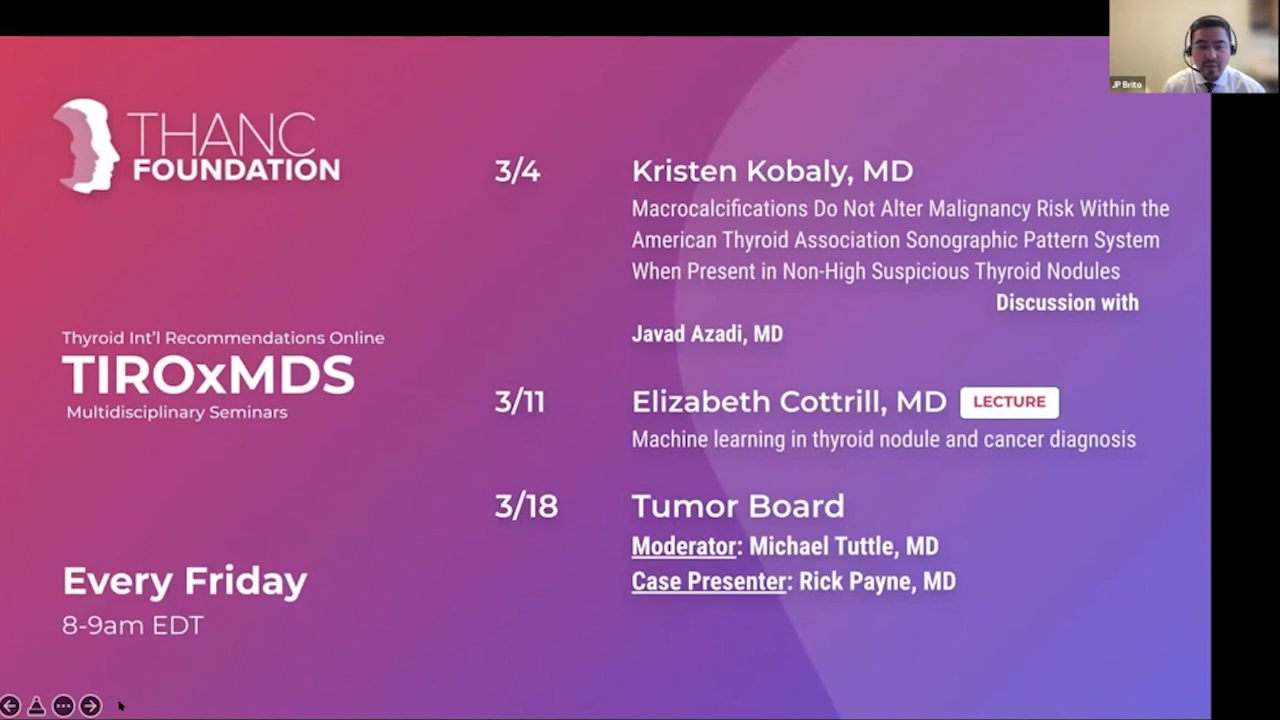 JP Brito
THANC
FOUNDATION
3/4
Kristen Kobaly, MD
Macrocalcifications Do Not Alter Malignancy Risk Within the
American Thyroid Association Sonographic Pattern System
When Present in Non-High Suspicious Thyroid Nodules
Discussion with
Javad Azadi, MD
Thyroid Int'l Recommendations Online
TIROxMDS
Multidisciplinary Seminars
3/11
Elizabeth Cottrill, MD LECTURE
Machine learning in thyroid nodule and cancer diagnosis
3/18
Tumor Board
Moderator: Michael Tuttle, MD
Case Presenter: Rick Payne, MD
Every Friday
8-9am EDT